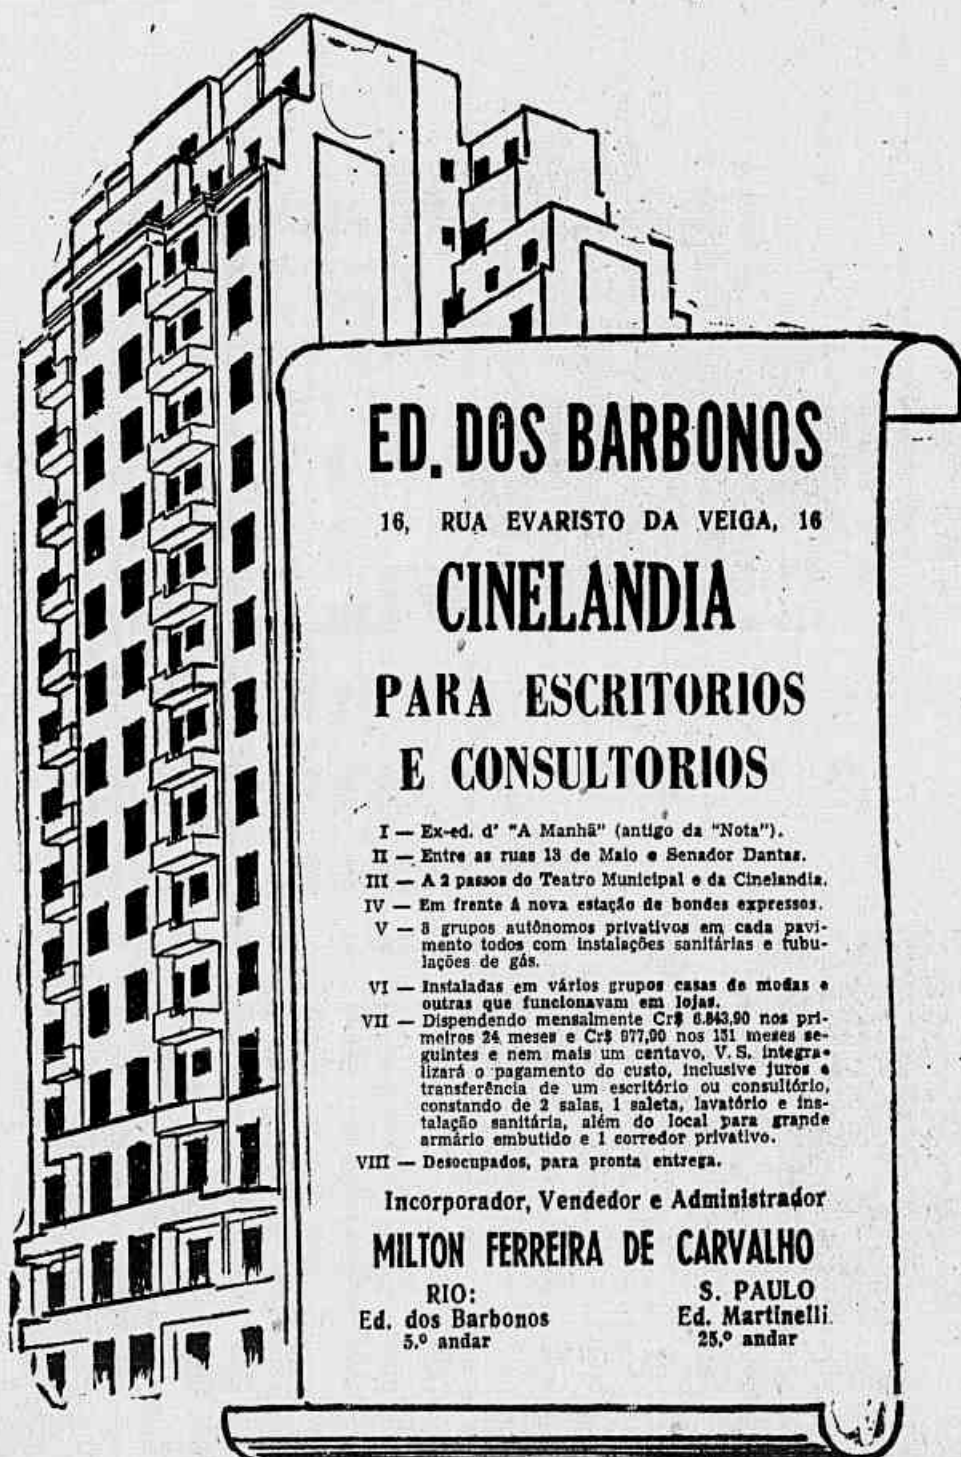 ED. DOS BARBONOS
16, RUA EVARISTO DA VEIGA, 16
CINELANDIA
PARA ESCRITORIOS
E CONSULTORIOS
I — Ex-ed. d' "A Manhã" (antigo da "Nota").
II — Entre as ruas 13 de Maio e Senador Dantas.
III — A 2 passos do Teatro Municipal e da Cinelandia.
IV — Em frente á nova estação de bondes expressos.
V — 8 grupos autônomos privativos em cada pavi-
mento todos com instalações sanitárias e tubu-
lações de gás.
VI — Instaladas em vários grupos casas de modas e
outras que funcionavam em lojas.
VII — Dispendendo mensalmente Cr$ 6.843,90 nos pri-
meiros 24 meses e Cr$ 977,90 nos 151 meses se-
guintes e nem mais um centavo, V. S. integra-
lizará o pagamento do custo, inclusive juros e
transferência de um escritório ou consultório,
constando de 2 salas, 1 saleta, lavatório e ins-
talação sanitária, além do local para grande
armário embutido e 1 corredor privativo.
VIII — Desocupados, para pronta entrega.
Incorporador, Vendedor e Administrador
MILTON FERREIRA DE CARVALHO
RIO:
Ed. dos Barbonos
5.º andar
S. PAULO
Ed. Martinelli
25.º andar